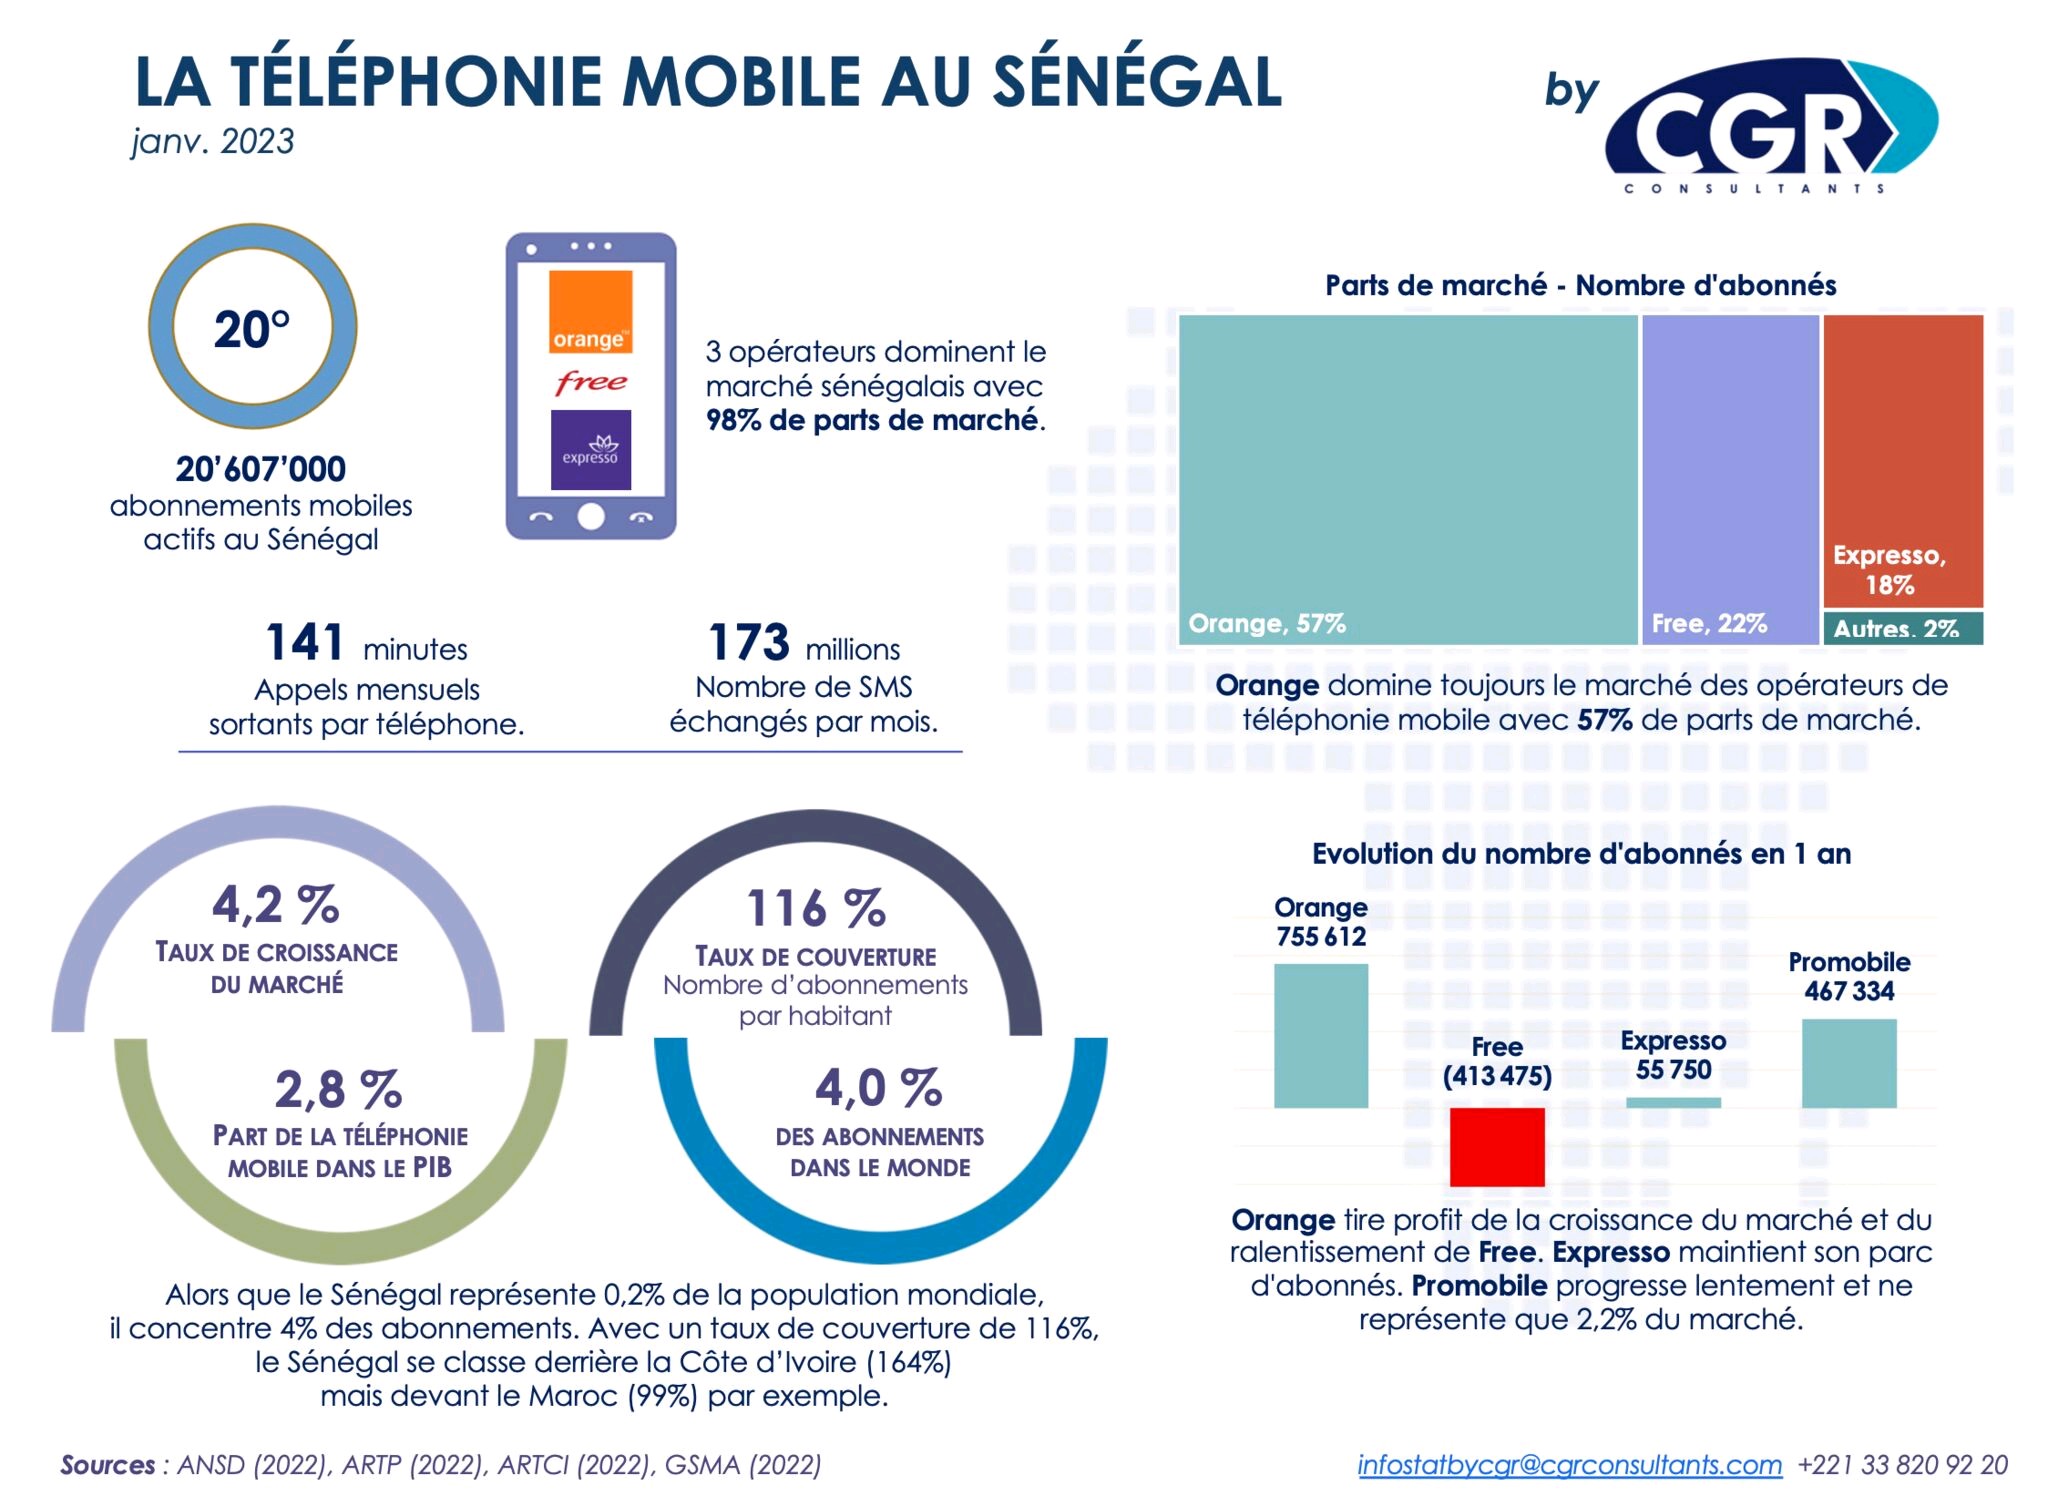 LA TÉLÉPHONIE MOBILE AU SÉNÉGAL
janv. 2023
by
CGR
CONSULTANTS
20°
20’607’000
abonnements mobiles
actifs au Sénégal
orange™
free
expresso
3 opérateurs dominent le
marché sénégalais avec
98% de parts de marché.
141 minutes
Appels mensuels
sortants par téléphone.
173 millions
Nombre de SMS
échangés par mois.
4,2 %
TAUX DE CROISSANCE
DU MARCHÉ
116 %
TAUX DE COUVERTURE
Nombre d’abonnements
par habitant
2,8 %
PART DE LA TÉLÉPHONIE
MOBILE DANS LE PIB
4,0 %
DES ABONNEMENTS
DANS LE MONDE
Alors que le Sénégal représente 0,2% de la population mondiale,
il concentre 4% des abonnements. Avec un taux de couverture de 116%,
le Sénégal se classe derrière la Côte d’Ivoire (164%)
mais devant le Maroc (99%) par exemple.
Parts de marché - Nombre d'abonnés
Orange, 57%
Free, 22%
Expresso,
18%
Autres, 2%
Orange domine toujours le marché des opérateurs de
téléphonie mobile avec 57% de parts de marché.
Evolution du nombre d'abonnés en 1 an
Orange
755 612
Free
(413 475)
Expresso
55 750
Promobile
467 334
Orange tire profit de la croissance du marché et du
ralentissement de Free. Expresso maintient son parc
d'abonnés. Promobile progresse lentement et ne
représente que 2,2% du marché.
Sources : ANSD (2022), ARTP (2022), ARTCI (2022), GSMA (2022)
infostatbycgr@cgrconsultants.com +221 33 820 92 20